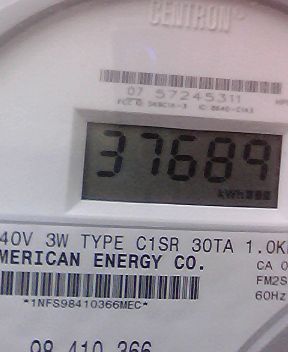 CENTRON®
07 57245311
37689
kWh
40V 3W TYPE C1SR 30TA 1.0K
MERICAN ENERGY CO.
CA 0
FM2S
60Hz
*1NFS98410366MEC*
98 410 366